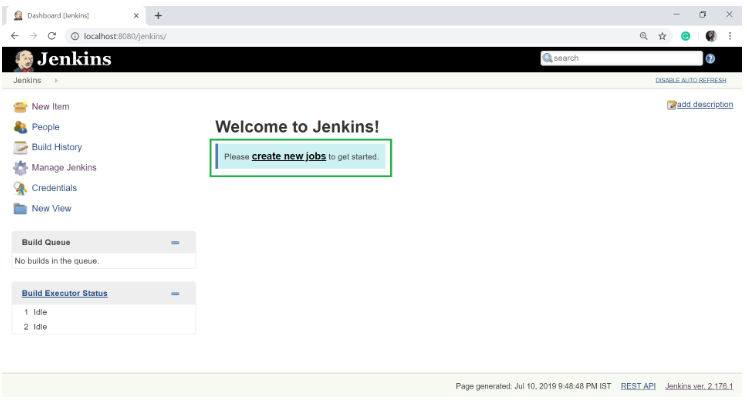 Dashboard [Jenkins]
localhost:8080/jenkins/
Jenkins
search
Jenkins
DISABLE AUTO REFRESH
New Item
People
Build History
Manage Jenkins
Credentials
New View
add description
Welcome to Jenkins!
Please create new jobs to get started.
Build Queue
No builds in the queue.
Build Executor Status
1 Idle
2 Idle
Page generated: Jul 10, 2019 9:48:48 PM IST REST API Jenkins ver. 2.176.1